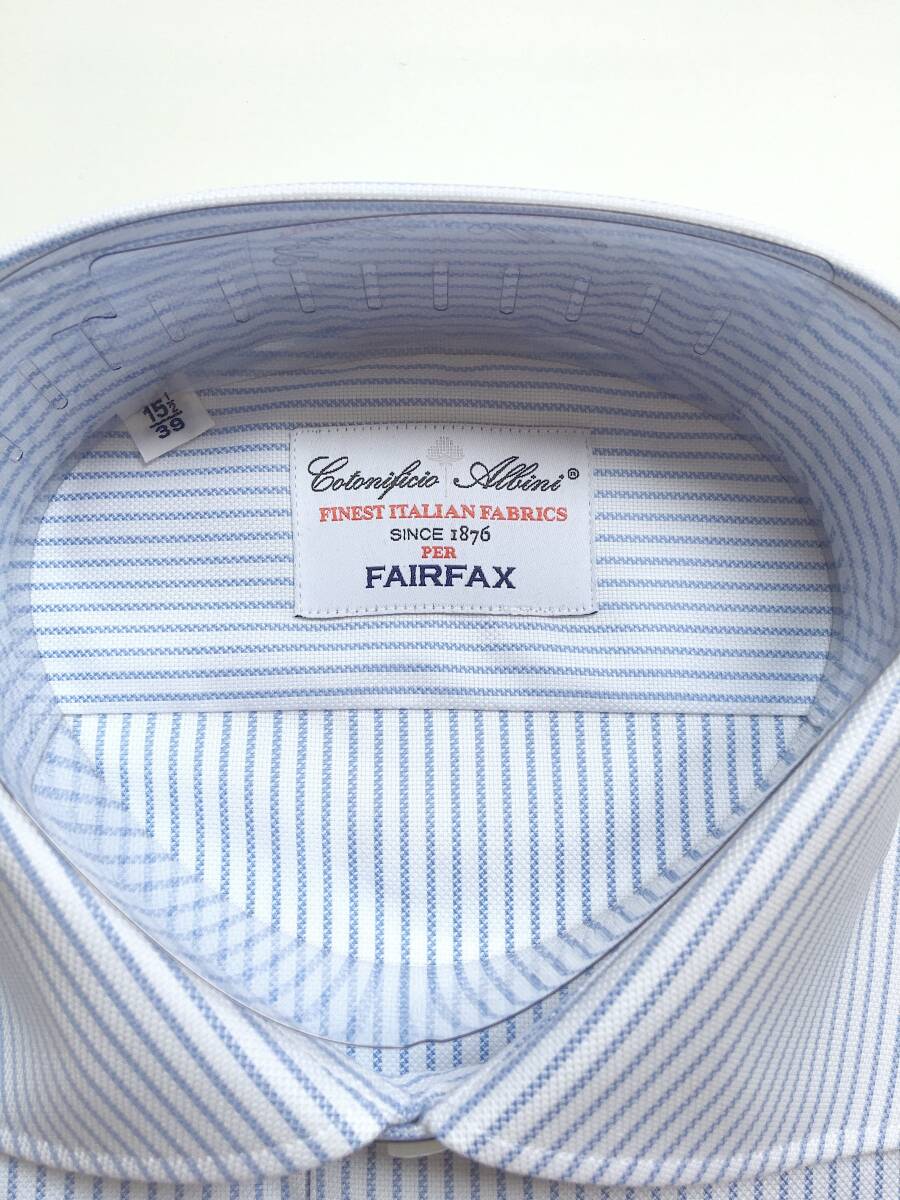 15½
39
Cotonificio Albini®
FINEST ITALIAN FABRICS
SINCE 1876
PER
FAIRFAX